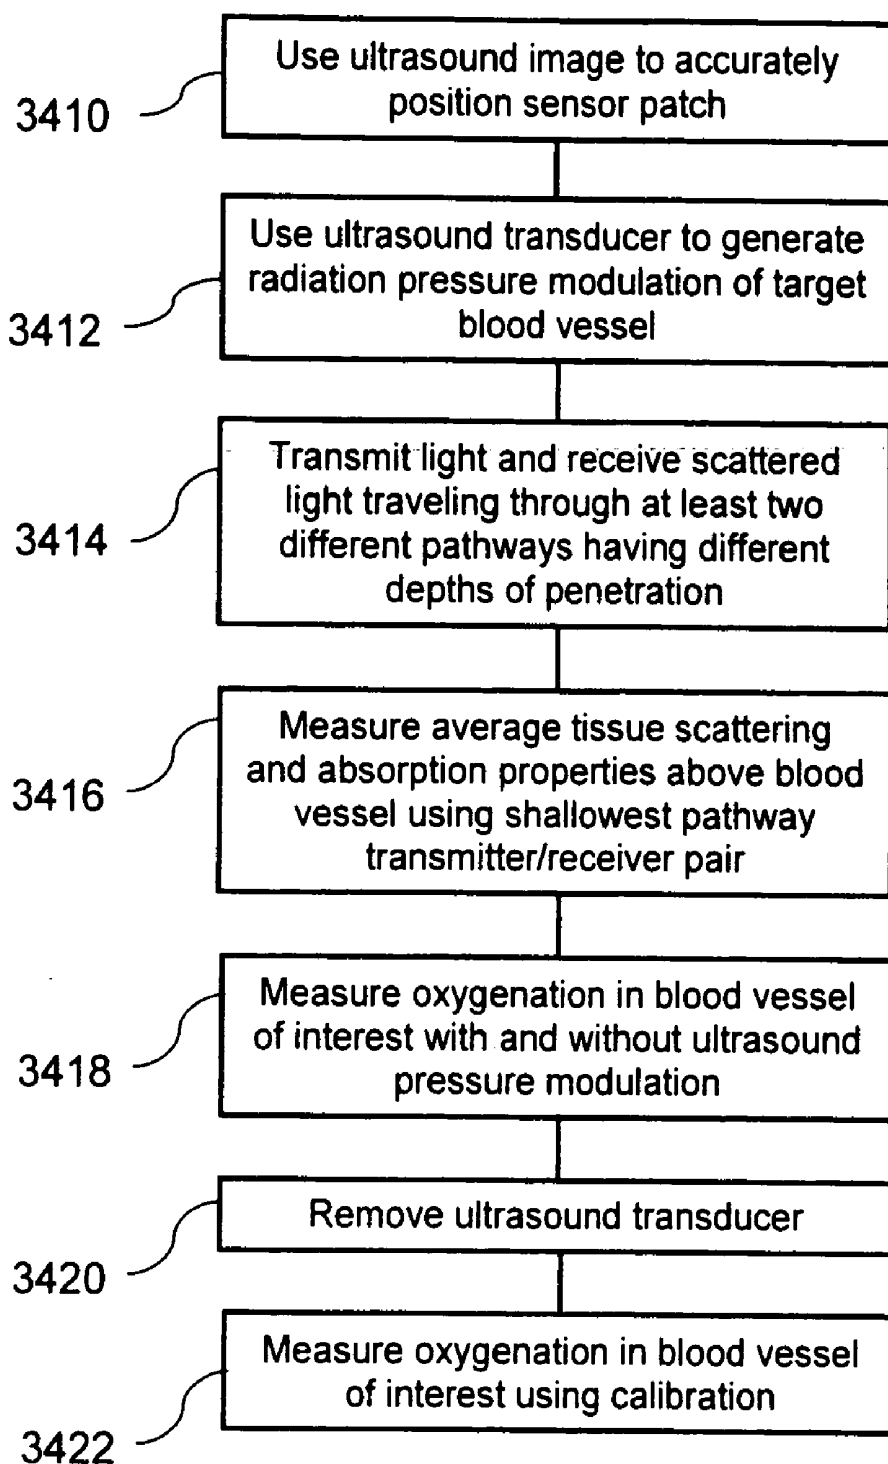 Use ultrasound image to accurately
position sensor patch
3410
Use ultrasound transducer to generate
radiation pressure modulation of target
blood vessel
3412
Transmit light and receive scattered
light traveling through at least two
different pathways having different
depths of penetration
3414
Measure average tissue scattering
and absorption properties above blood
vessel using shallowest pathway
transmitter/receiver pair
3416
Measure oxygenation in blood vessel
of interest with and without ultrasound
pressure modulation
3418
Remove ultrasound transducer
3420
Measure oxygenation in blood vessel
of interest using calibration
3422